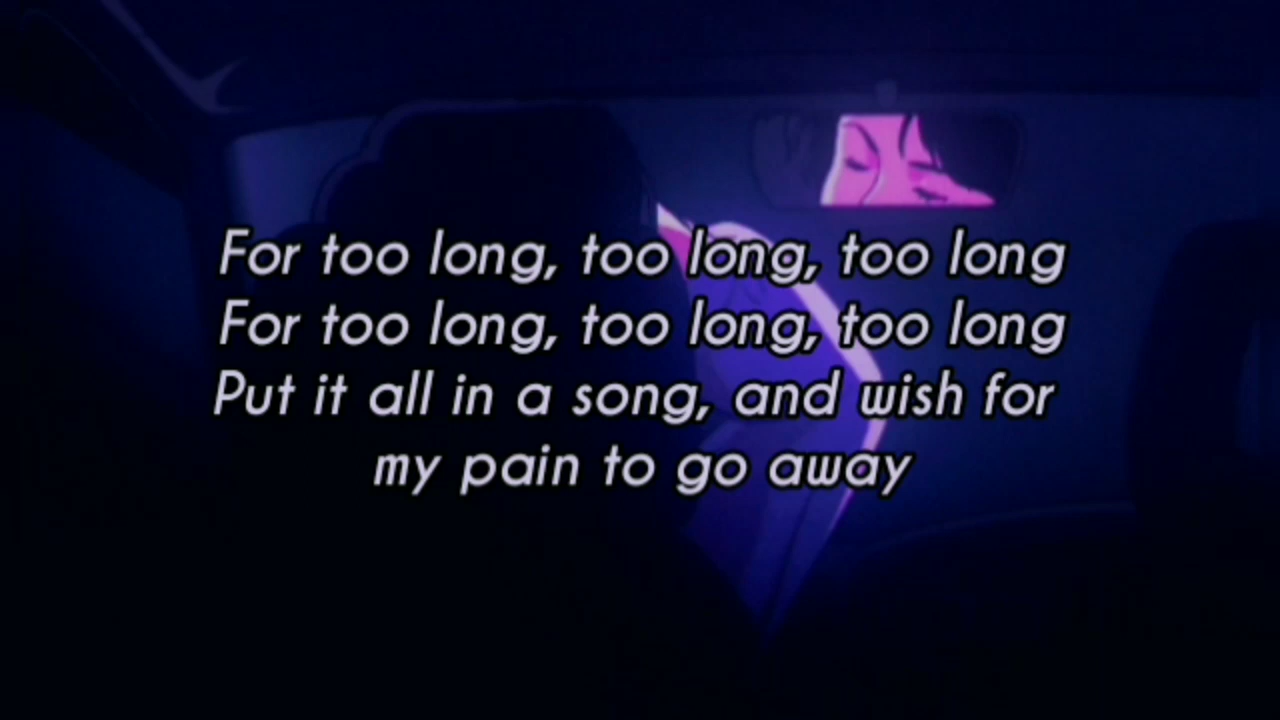 For too long, too long, too long
For too long, too long, too long
Put it all in a song, and wish for
my pain to go away